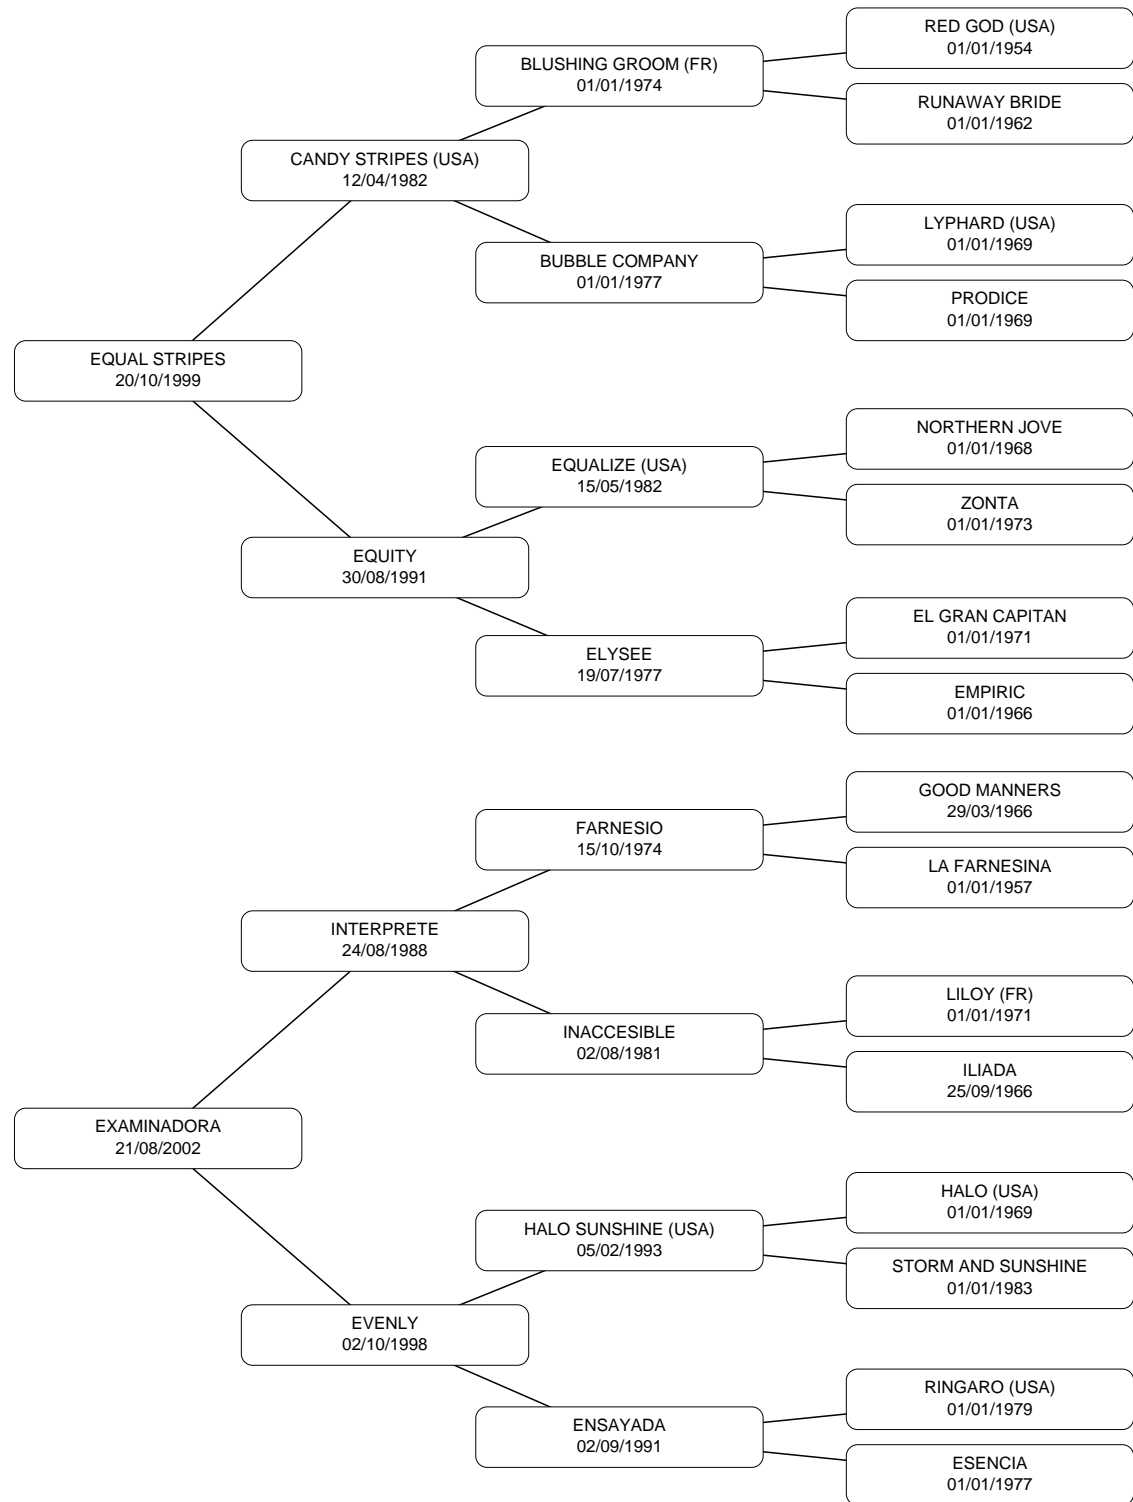 RED GOD (USA)
01/01/1954
BLUSHING GROOM (FR)
01/01/1974
RUNAWAY BRIDE
01/01/1962
CANDY STRIPES (USA)
12/04/1982
LYPHARD (USA)
01/01/1969
BUBBLE COMPANY
01/01/1977
PRODICE
01/01/1969
EQUAL STRIPES
20/10/1999
NORTHERN JOVE
01/01/1968
EQUALIZE (USA)
15/05/1982
ZONTA
01/01/1973
EQUITY
30/08/1991
EL GRAN CAPITAN
01/01/1971
ELYSEE
19/07/1977
EMPIRIC
01/01/1966
GOOD MANNERS
29/03/1966
FARNESIO
15/10/1974
LA FARNESINA
01/01/1957
INTERPRETE
24/08/1988
LILOY (FR)
01/01/1971
INACCESIBLE
02/08/1981
ILIADA
25/09/1966
EXAMINADORA
21/08/2002
HALO (USA)
01/01/1969
HALO SUNSHINE (USA)
05/02/1993
STORM AND SUNSHINE
01/01/1983
EVENLY
02/10/1998
RINGARO (USA)
01/01/1979
ENSAYADA
02/09/1991
ESENCIA
01/01/1977